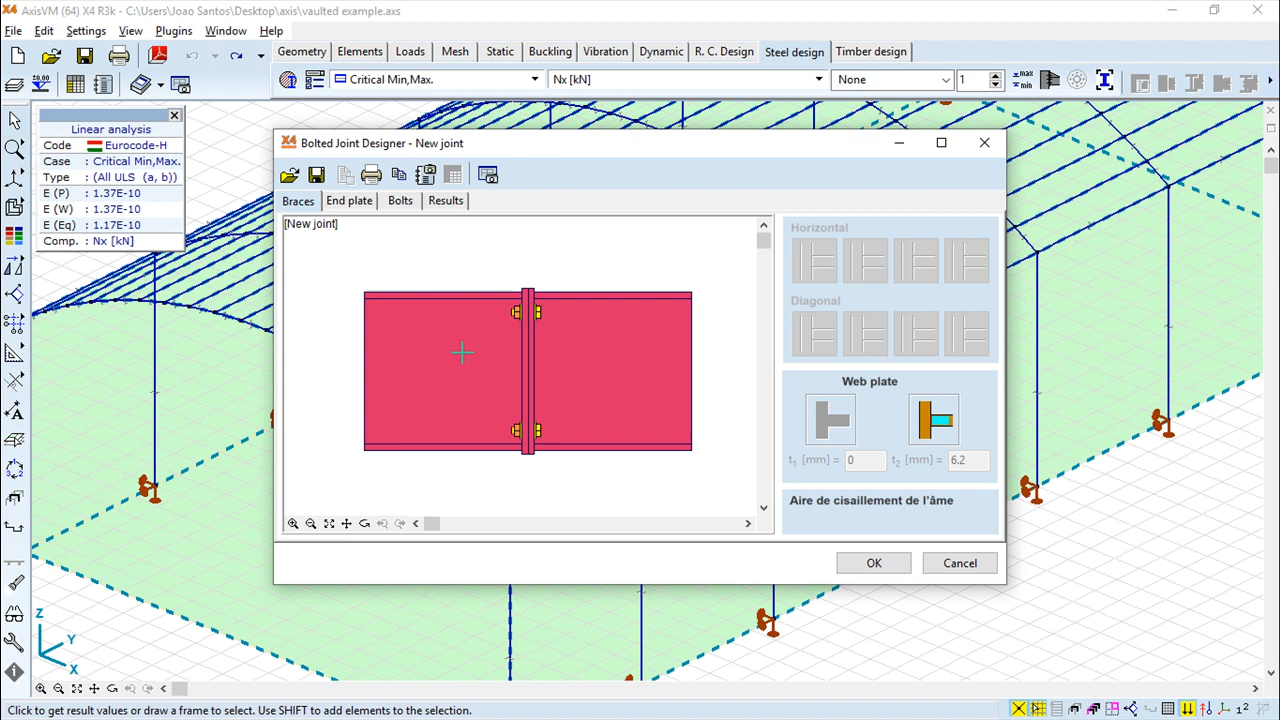 AxisVM (64) X4 R3k - C:\Users\Joao Santos\Desktop\axis\vaulted example.axs
File Edit Settings View Plugins Window Help
Geometry Elements Loads Mesh Static Buckling Vibration Dynamic R. C. Design Steel design Timber design
Critical Min,Max. Nx [kN] None 1
Linear analysis
Code Eurocode-H
Case : Critical Min,Max.
Type : (All ULS (a, b))
E (P) : 1.37E-10
E (W) : 1.37E-10
E (Eq) : 1.17E-10
Comp. : Nx [kN]
X4 Bolted Joint Designer - New joint
Braces End plate Bolts Results
[New joint]
Horizontal
Diagonal
Web plate
t1 [mm] = 0 t2 [mm] = 6.2
Aire de cisaillement de l'âme
OK Cancel
Z
Y
X
Click to get result values or draw a frame to select. Use SHIFT to add elements to the selection.